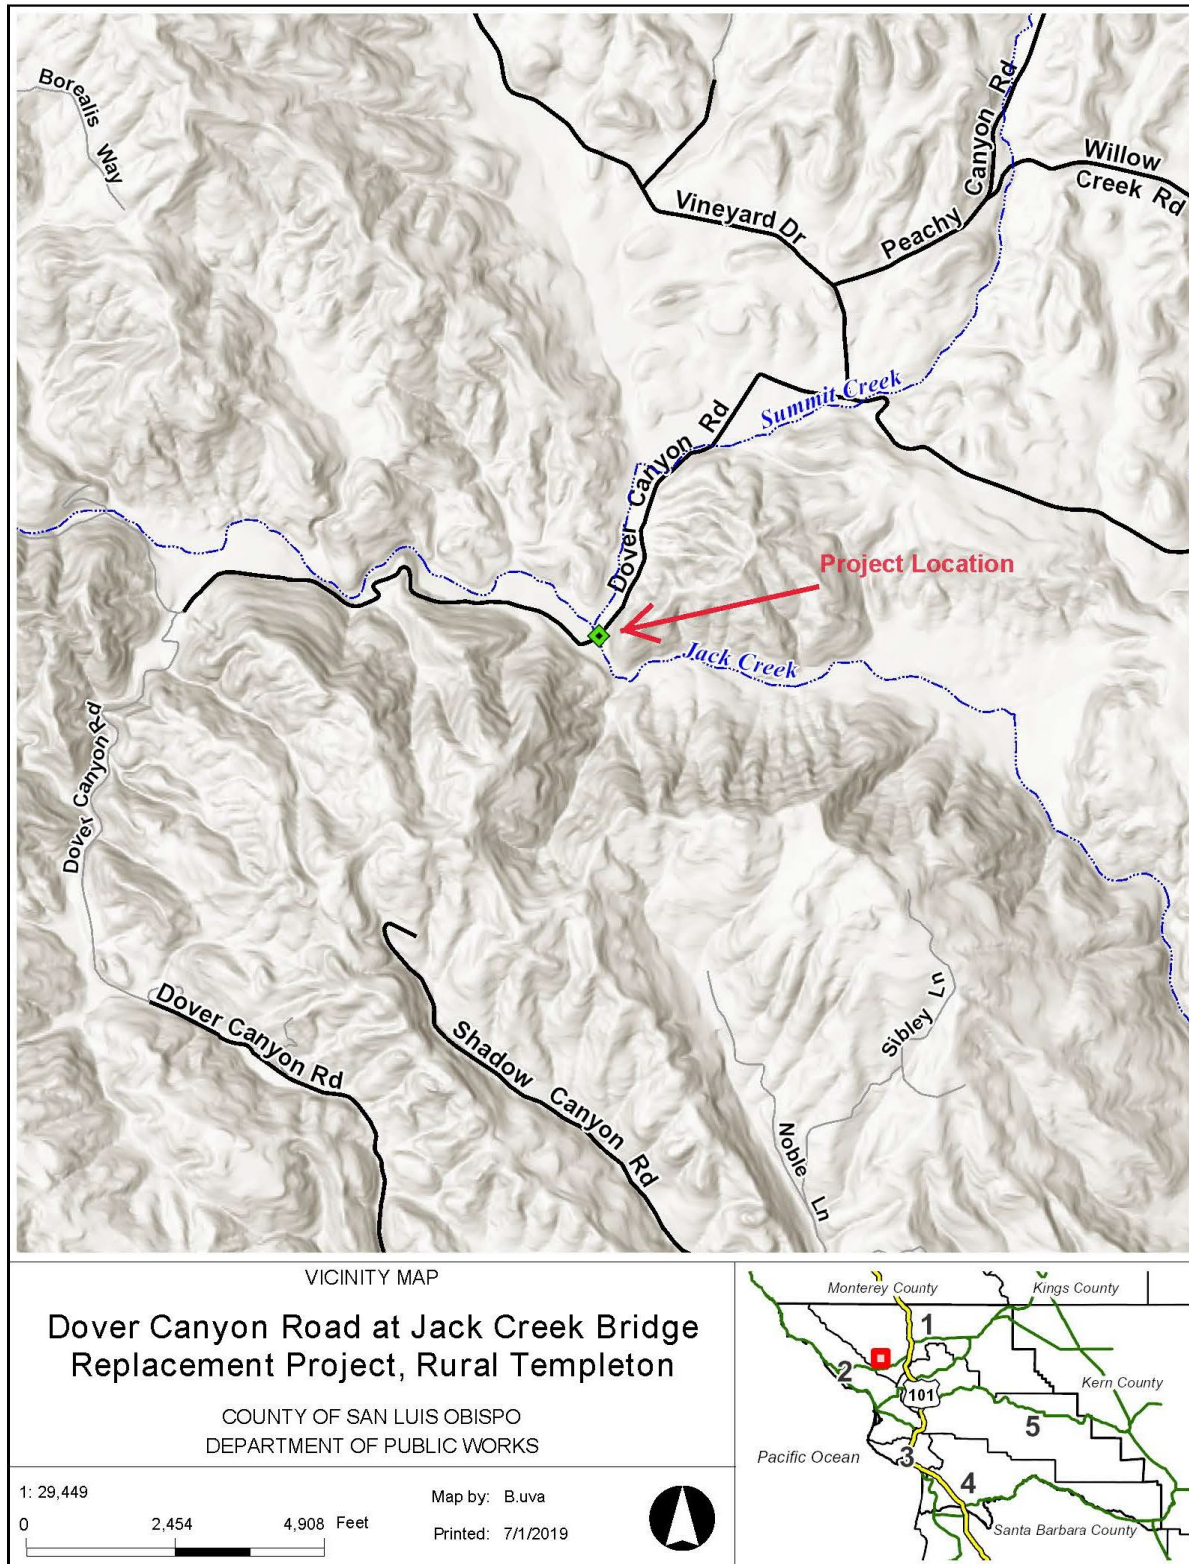 Borealis
Way
Peachy Canyon Rd
Willow
Creek Rd
Vineyard Dr
Summit Creek
Dover Canyon Rd
Project Location
Jack Creek
Dover Canyon Rd
Dover Canyon Rd
Shadow Canyon Rd
Sibley Ln
Noble Ln
VICINITY MAP
Dover Canyon Road at Jack Creek Bridge
Replacement Project, Rural Templeton
COUNTY OF SAN LUIS OBISPO
DEPARTMENT OF PUBLIC WORKS
1: 29,449
0 2,454 4,908 Feet
Map by: B.uva
Printed: 7/1/2019
Monterey County
Kings County
1
2
101
Kern County
5
Pacific Ocean
3
4
Santa Barbara County